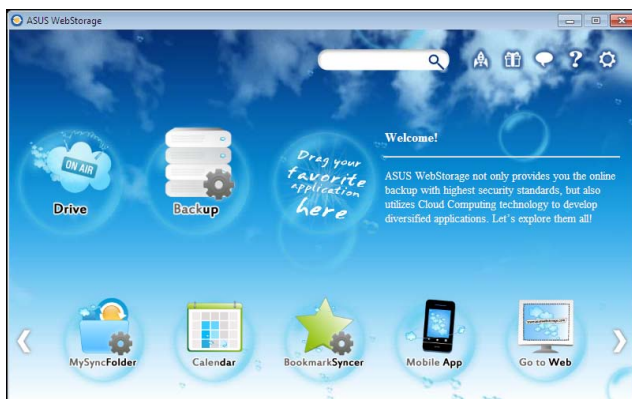 ASUS WebStorage
Welcome!
ON AIR
Drive
Backup
Drag your
favorite
application
here
ASUS WebStorage not only provides you the online
backup with highest security standards, but also
utilizes Cloud Computing technology to develop
diversified applications. Let's explore them all!
MySyncFolder
Calendar
BookmarkSyncer
Mobile App
Go to Web